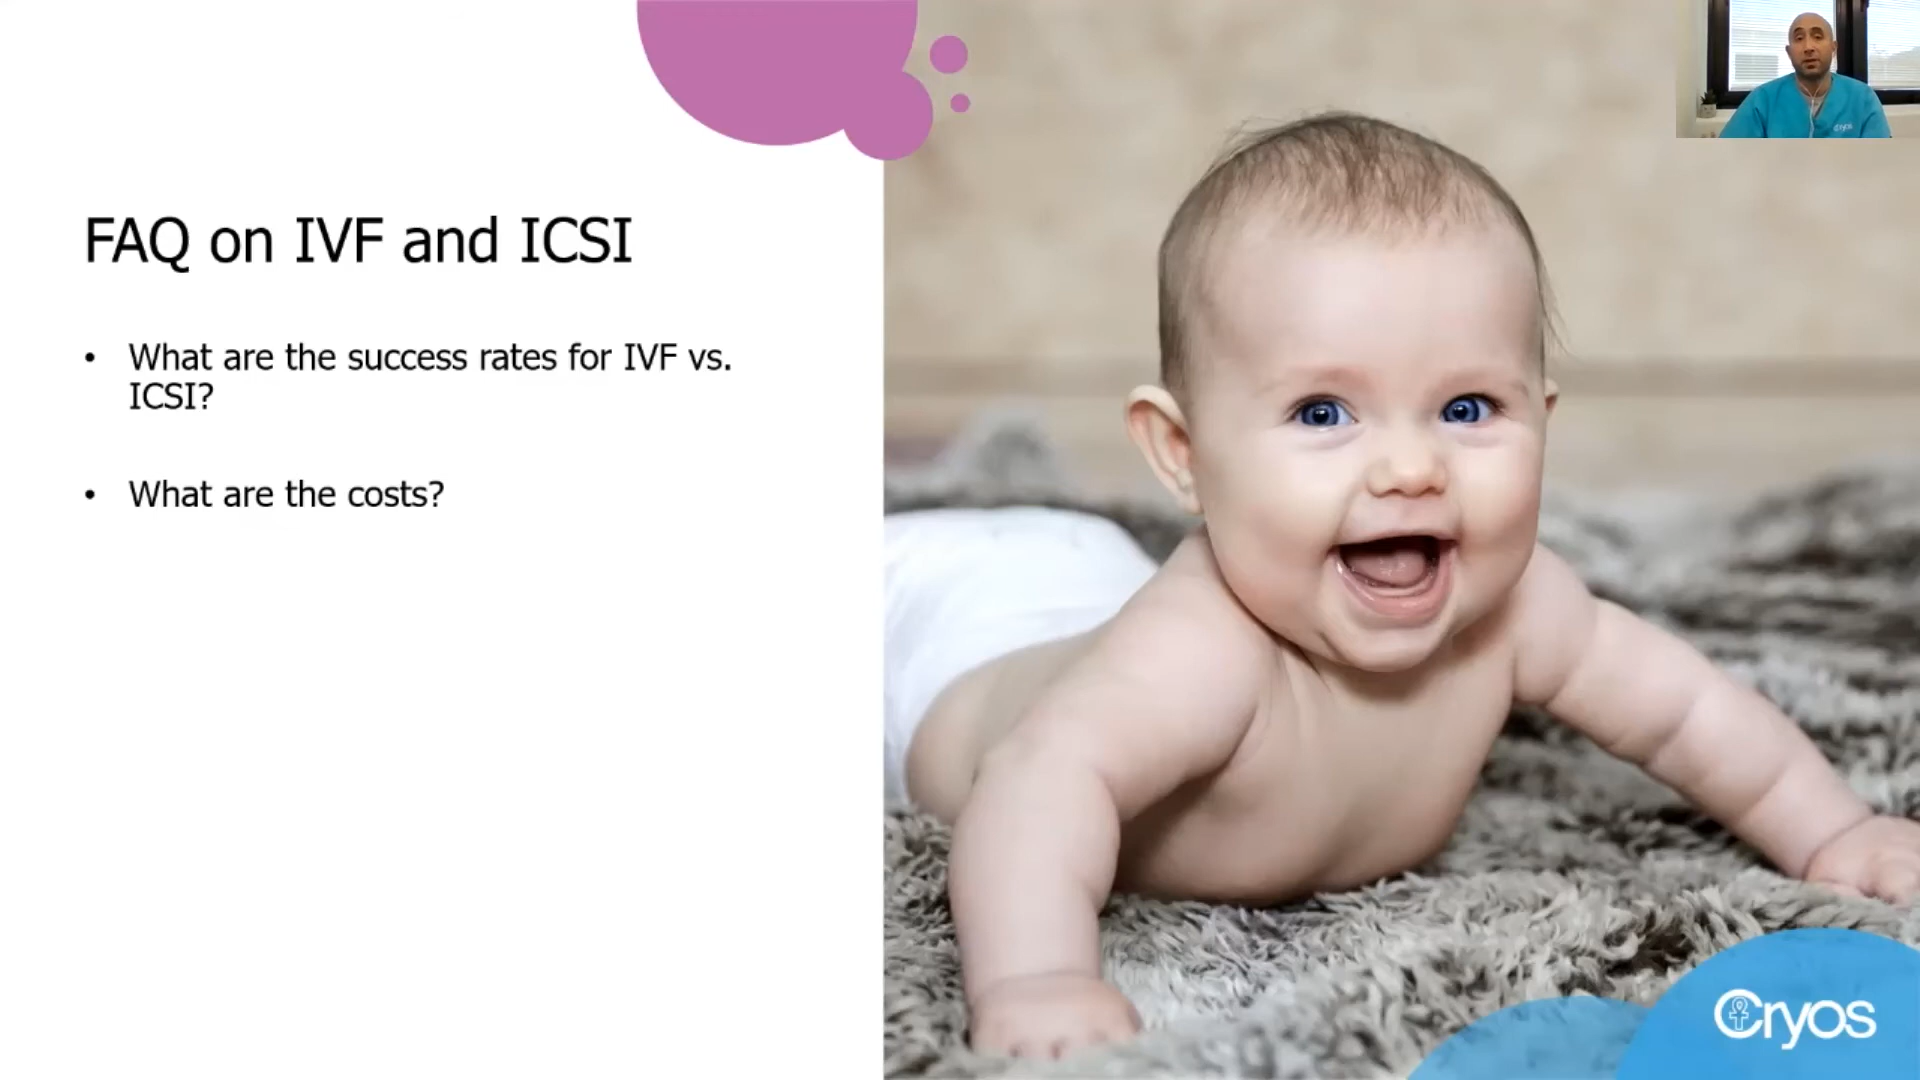 FAQ on IVF and ICSI
• What are the success rates for IVF vs.
ICSI?
• What are the costs?
Cryos
Cryos